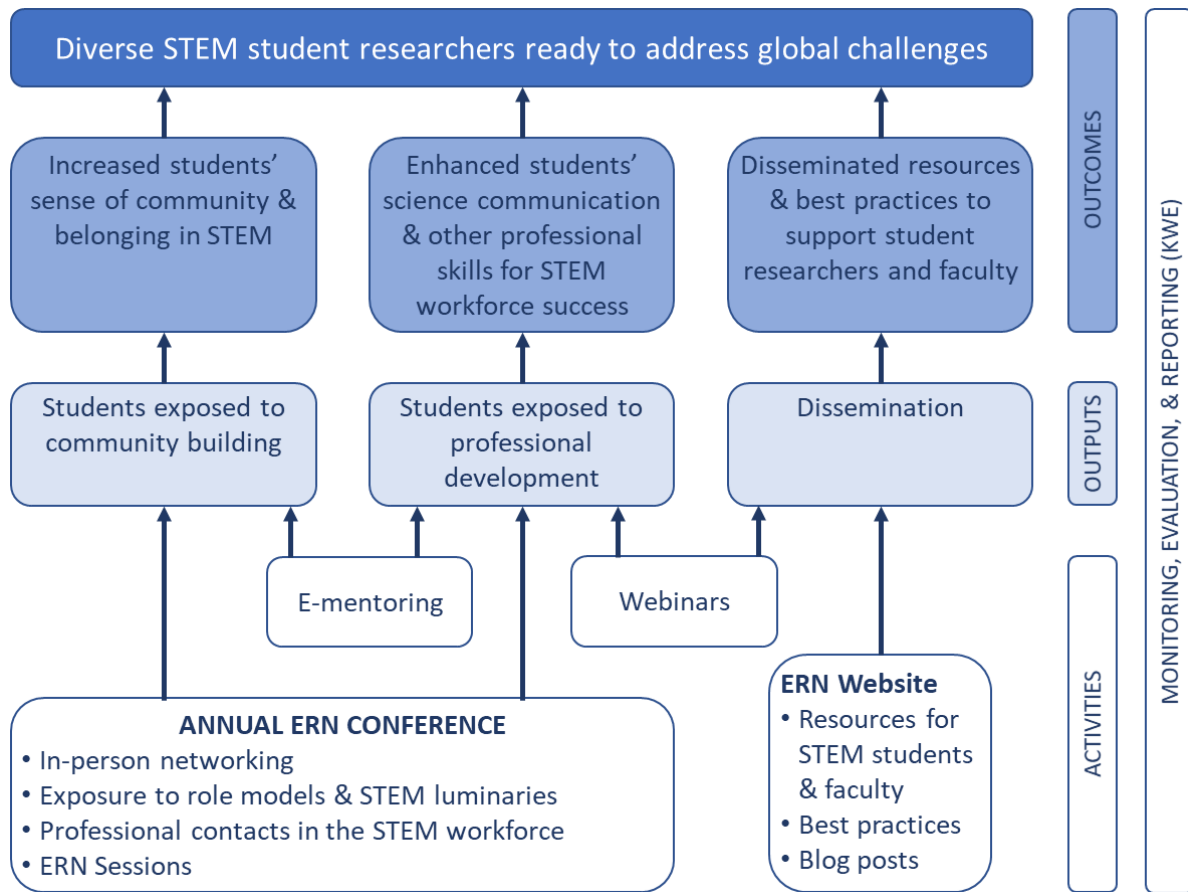 Diverse STEM student researchers ready to address global challenges
Increased students'
sense of community &
belonging in STEM
Enhanced students'
science communication
& other professional
skills for STEM
workforce success
Disseminated resources
& best practices to
support student
researchers and faculty
OUTCOMES
Students exposed to
community building
Students exposed to
professional
development
Dissemination
OUTPUTS
E-mentoring
Webinars
ANNUAL ERN CONFERENCE
• In-person networking
• Exposure to role models & STEM luminaries
• Professional contacts in the STEM workforce
• ERN Sessions
ERN Website
• Resources for
STEM students
& faculty
• Best practices
• Blog posts
ACTIVITIES
MONITORING, EVALUATION, & REPORTING (KWE)